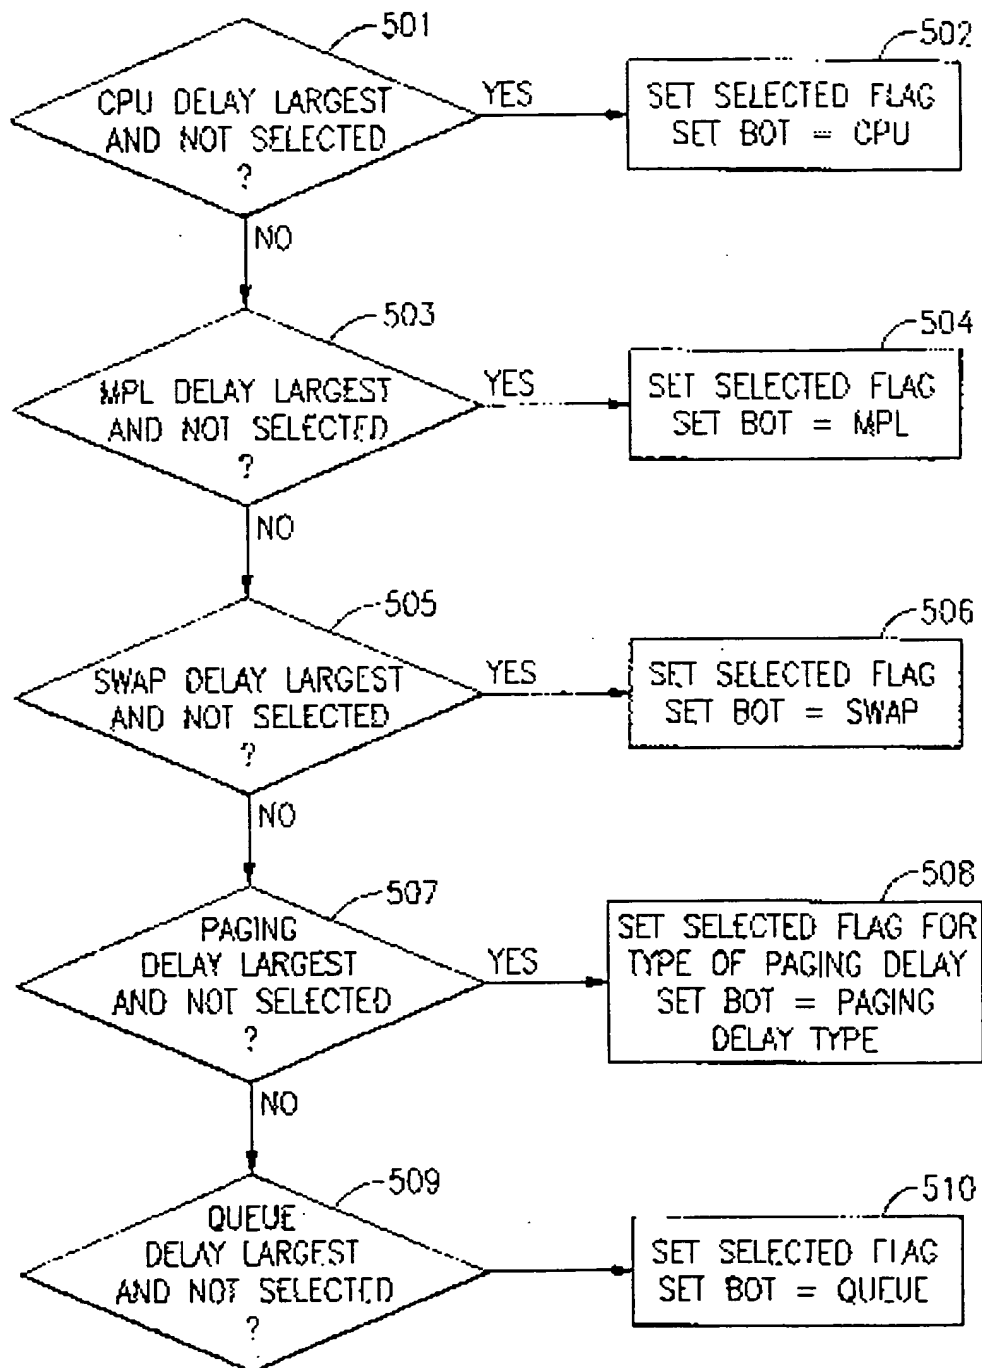 501
CPU DELAY LARGEST
AND NOT SELECTED
?
YES
502
SET SELECTED FLAG
SET BOT = CPU
NO
503
MPL DELAY LARGEST
AND NOT SELECTED
?
YES
504
SET SELECTED FLAG
SET BOT = MPL
NO
505
SWAP DELAY LARGEST
AND NOT SELECTED
?
YES
506
SET SELECTED FLAG
SET BOT = SWAP
NO
507
PAGING
DELAY LARGEST
AND NOT SELECTED
?
YES
508
SET SELECTED FLAG FOR
TYPE OF PAGING DELAY
SET BOT = PAGING
DELAY TYPE
NO
509
QUEUE
DELAY LARGEST
AND NOT SELECTED
?
510
SET SELECTED FLAG
SET BOT = QUEUE